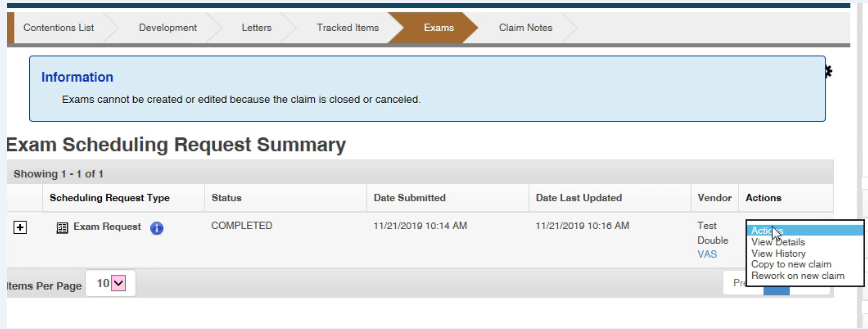 Contentions List Development Letters Tracked Items Exams Claim Notes
Information
Exams cannot be created or edited because the claim is closed or canceled.
Exam Scheduling Request Summary
Showing 1 - 1 of 1
Scheduling Request Type Status Date Submitted Date Last Updated Vendor Actions
Exam Request COMPLETED 11/21/2019 10:14 AM 11/21/2019 10:16 AM Test
Double
VAS
Actions
View Details
View History
Copy to new claim
Rework on new claim
Items Per Page 10